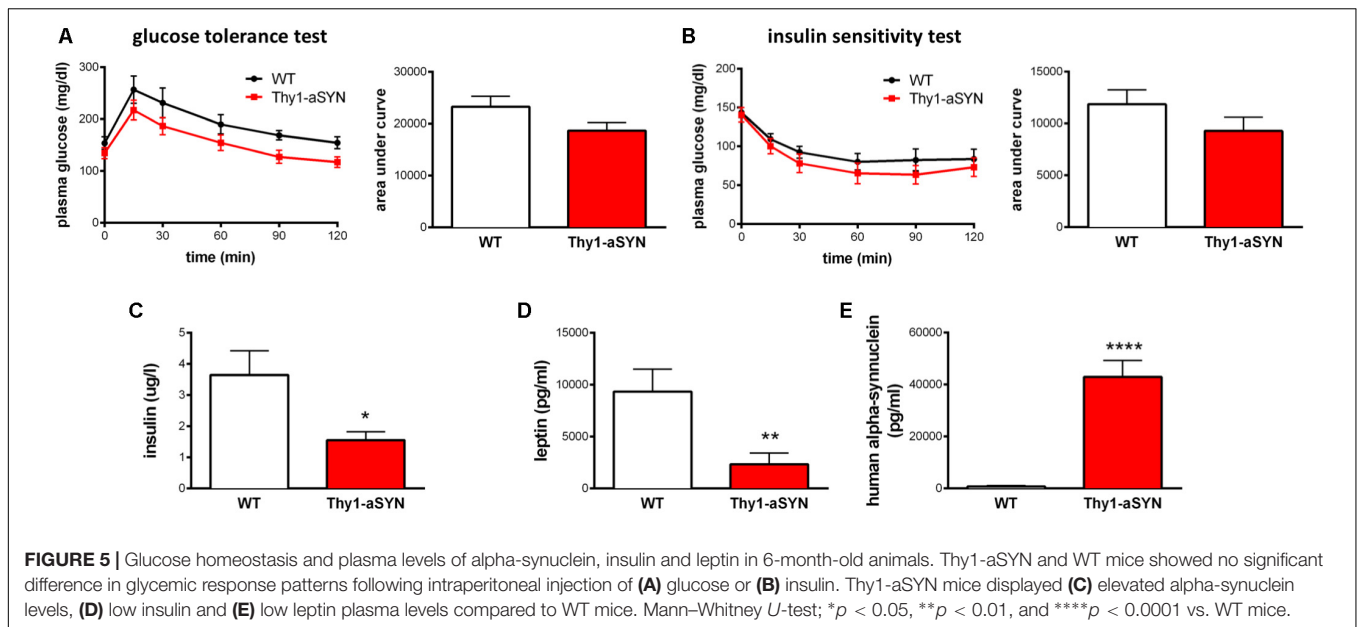 A
glucose tolerance test
plasma glucose (mg/dl)
300
200
100
0
WT
Thy1-aSYN
0 30 60 90 120
time (min)
area under curve
30000
20000
10000
0
WT Thy1-aSYN
B
insulin sensitivity test
plasma glucose (mg/dl)
200
150
100
50
0
WT
Thy1-aSYN
0 30 60 90 120
time (min)
area under curve
15000
10000
5000
0
WT Thy1-aSYN
C
insulin (ug/l)
5
4
3
2
1
0
*
WT Thy1-aSYN
D
leptin (pg/ml)
15000
10000
5000
0
**
WT Thy1-aSYN
E
human alpha-synnuclein
(pg/ml)
60000
40000
20000
0
****
WT Thy1-aSYN
FIGURE 5 | Glucose homeostasis and plasma levels of alpha-synuclein, insulin and leptin in 6-month-old animals. Thy1-aSYN and WT mice showed no significant
difference in glycemic response patterns following intraperitoneal injection of (A) glucose or (B) insulin. Thy1-aSYN mice displayed (C) elevated alpha-synuclein
levels, (D) low insulin and (E) low leptin plasma levels compared to WT mice. Mann–Whitney U-test; *p < 0.05, **p < 0.01, and ****p < 0.0001 vs. WT mice.